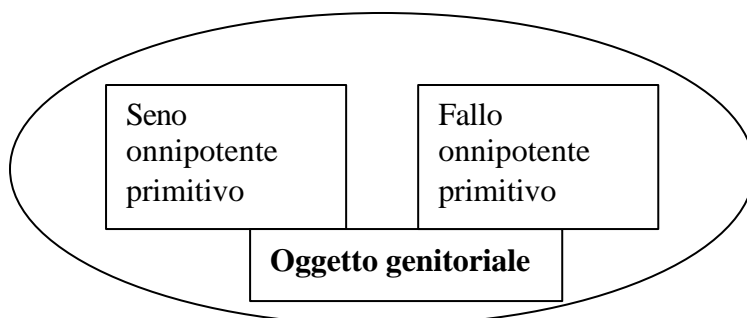 Seno
onnipotente
primitivo
Fallo
onnipotente
primitivo
Oggetto genitoriale